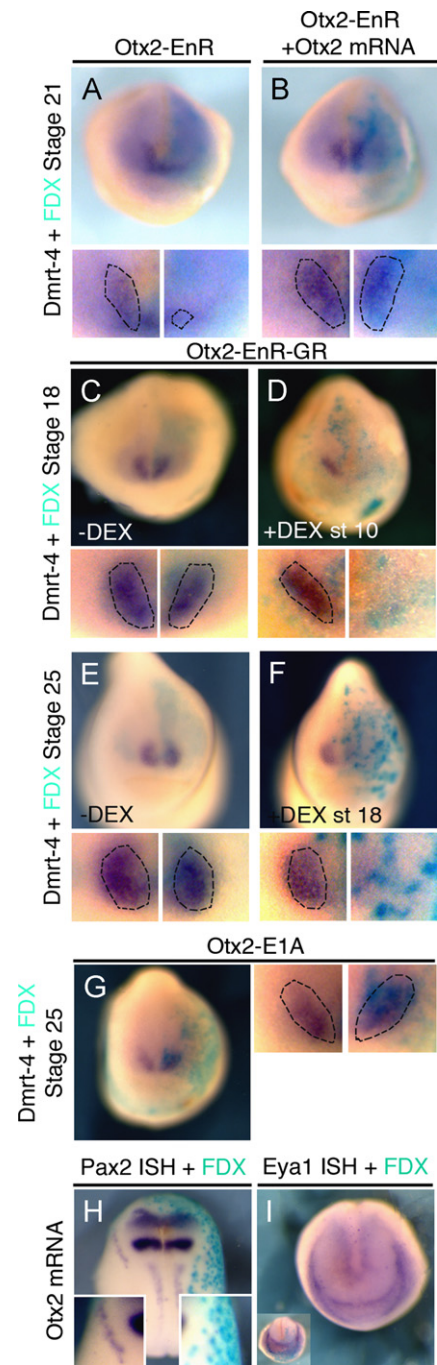 Otx2-EnR
Otx2-EnR
+Otx2 mRNA
Dmrt-4 + FDX Stage 21
A
B
Otx2-EnR-GR
Dmrt-4 + FDX Stage 18
C
-DEX
D
+DEX st 10
Dmrt-4 + FDX Stage 25
E
-DEX
F
+DEX st 18
Otx2-E1A
Dmrt-4 + FDX
Stage 25
G
Pax2 ISH + FDX
Eya1 ISH + FDX
Otx2 mRNA
H
I